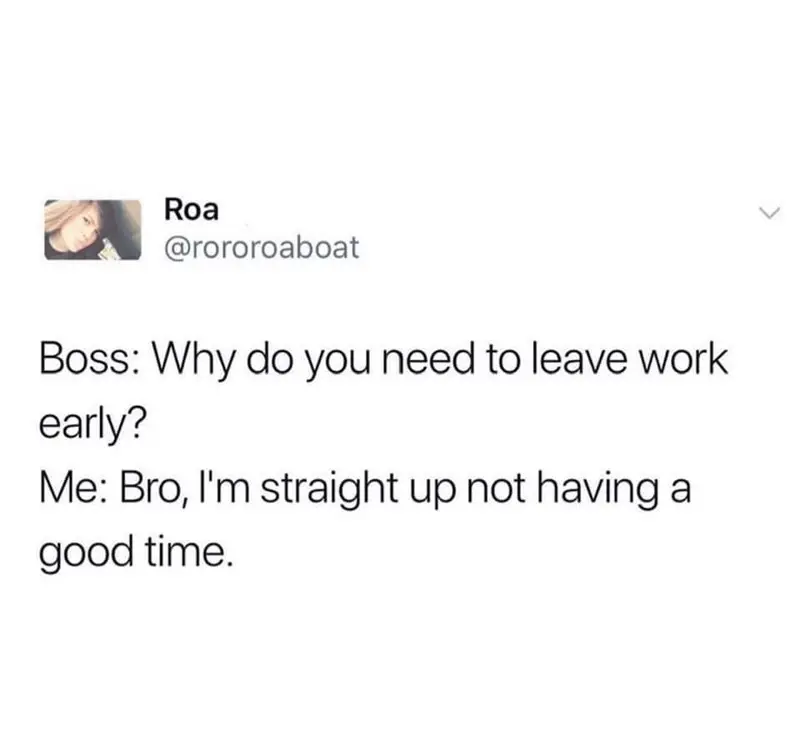 Roa
@rororoaboat
Boss: Why do you need to leave work
early?
Me: Bro, I'm straight up not having a
good time.